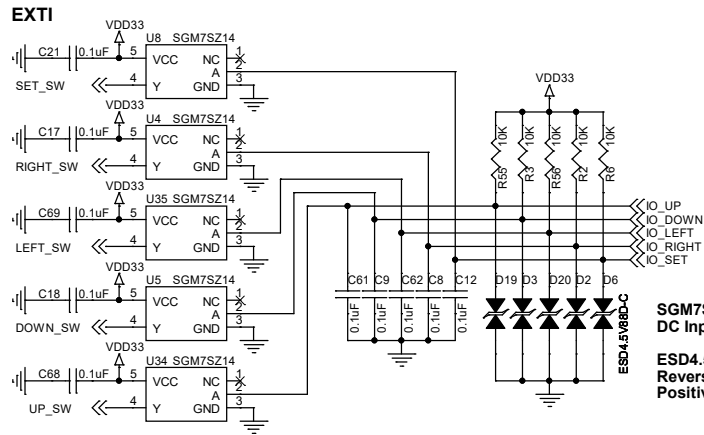 EXTI
VDD33
U8 SGM7SZ14
C21 0.1uF 5 VCC NC 1
A 2
SET_SW 4 Y GND 3
VDD33
U4 SGM7SZ14
C17 0.1uF 5 VCC NC 1
A 2
RIGHT_SW 4 Y GND 3
VDD33
U35 SGM7SZ14
C69 0.1uF 5 VCC NC 1
A 2
LEFT_SW 4 Y GND 3
VDD33
U5 SGM7SZ14
C18 0.1uF 5 VCC NC 1
A 2
DOWN_SW 4 Y GND 3
VDD33
U34 SGM7SZ14
C68 0.1uF 5 VCC NC 1
A 2
UP_SW 4 Y GND 3
VDD33
10K 10K 10K 10K 10K
R55 R3 R56 R2 R6
IO_UP
IO_DOWN
IO_LEFT
IO_RIGHT
IO_SET
C61 C9 C62 C8 C12
0.1uF 0.1uF 0.1uF 0.1uF 0.1uF
D19 D3 D20 D2 D6
ESD4.5V88D-C
SGM7S
DC Inp
ESD4.
Revers
Positiv